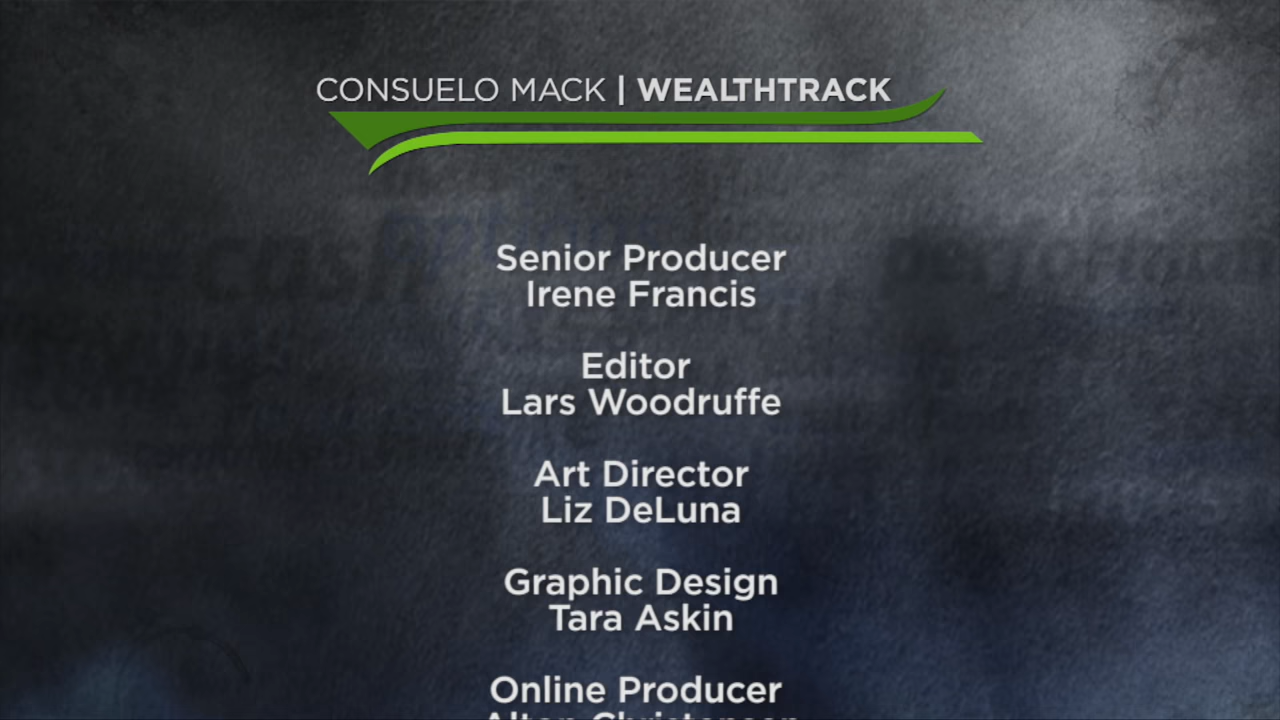 CONSUELO MACK | WEALTHTRACK
Senior Producer
Irene Francis
Editor
Lars Woodruffe
Art Director
Liz DeLuna
Graphic Design
Tara Askin
Online Producer